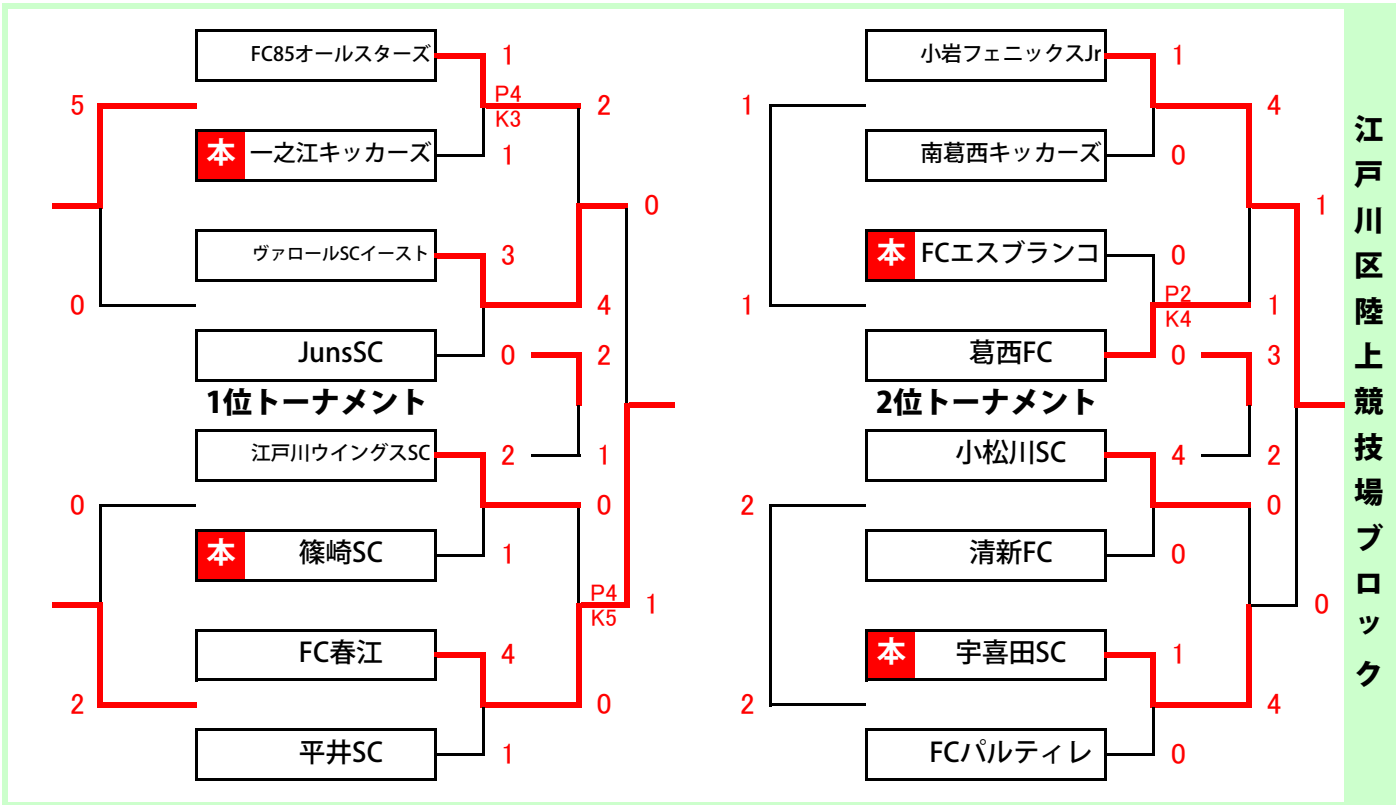 FC85オールスターズ
1
5
P4
K3
2
本 一之江キッカーズ
1
0
ヴァロールSCイースト
3
0
4
JunsSC
0
2
1位トーナメント
江戸川ウイングスSC
2
1
0
0
本 篠崎SC
1
P4
K5
1
FC春江
4
2
0
平井SC
1
小岩フェニックスJr
1
1
4
南葛西キッカーズ
0
1
本 FCエスブランコ
0
P2
K4
1
1
葛西FC
0
3
2位トーナメント
小松川SC
4
2
2
0
清新FC
0
0
本 宇喜田SC
1
2
4
FCパルティレ
0
江戸川区陸上競技場ブロック